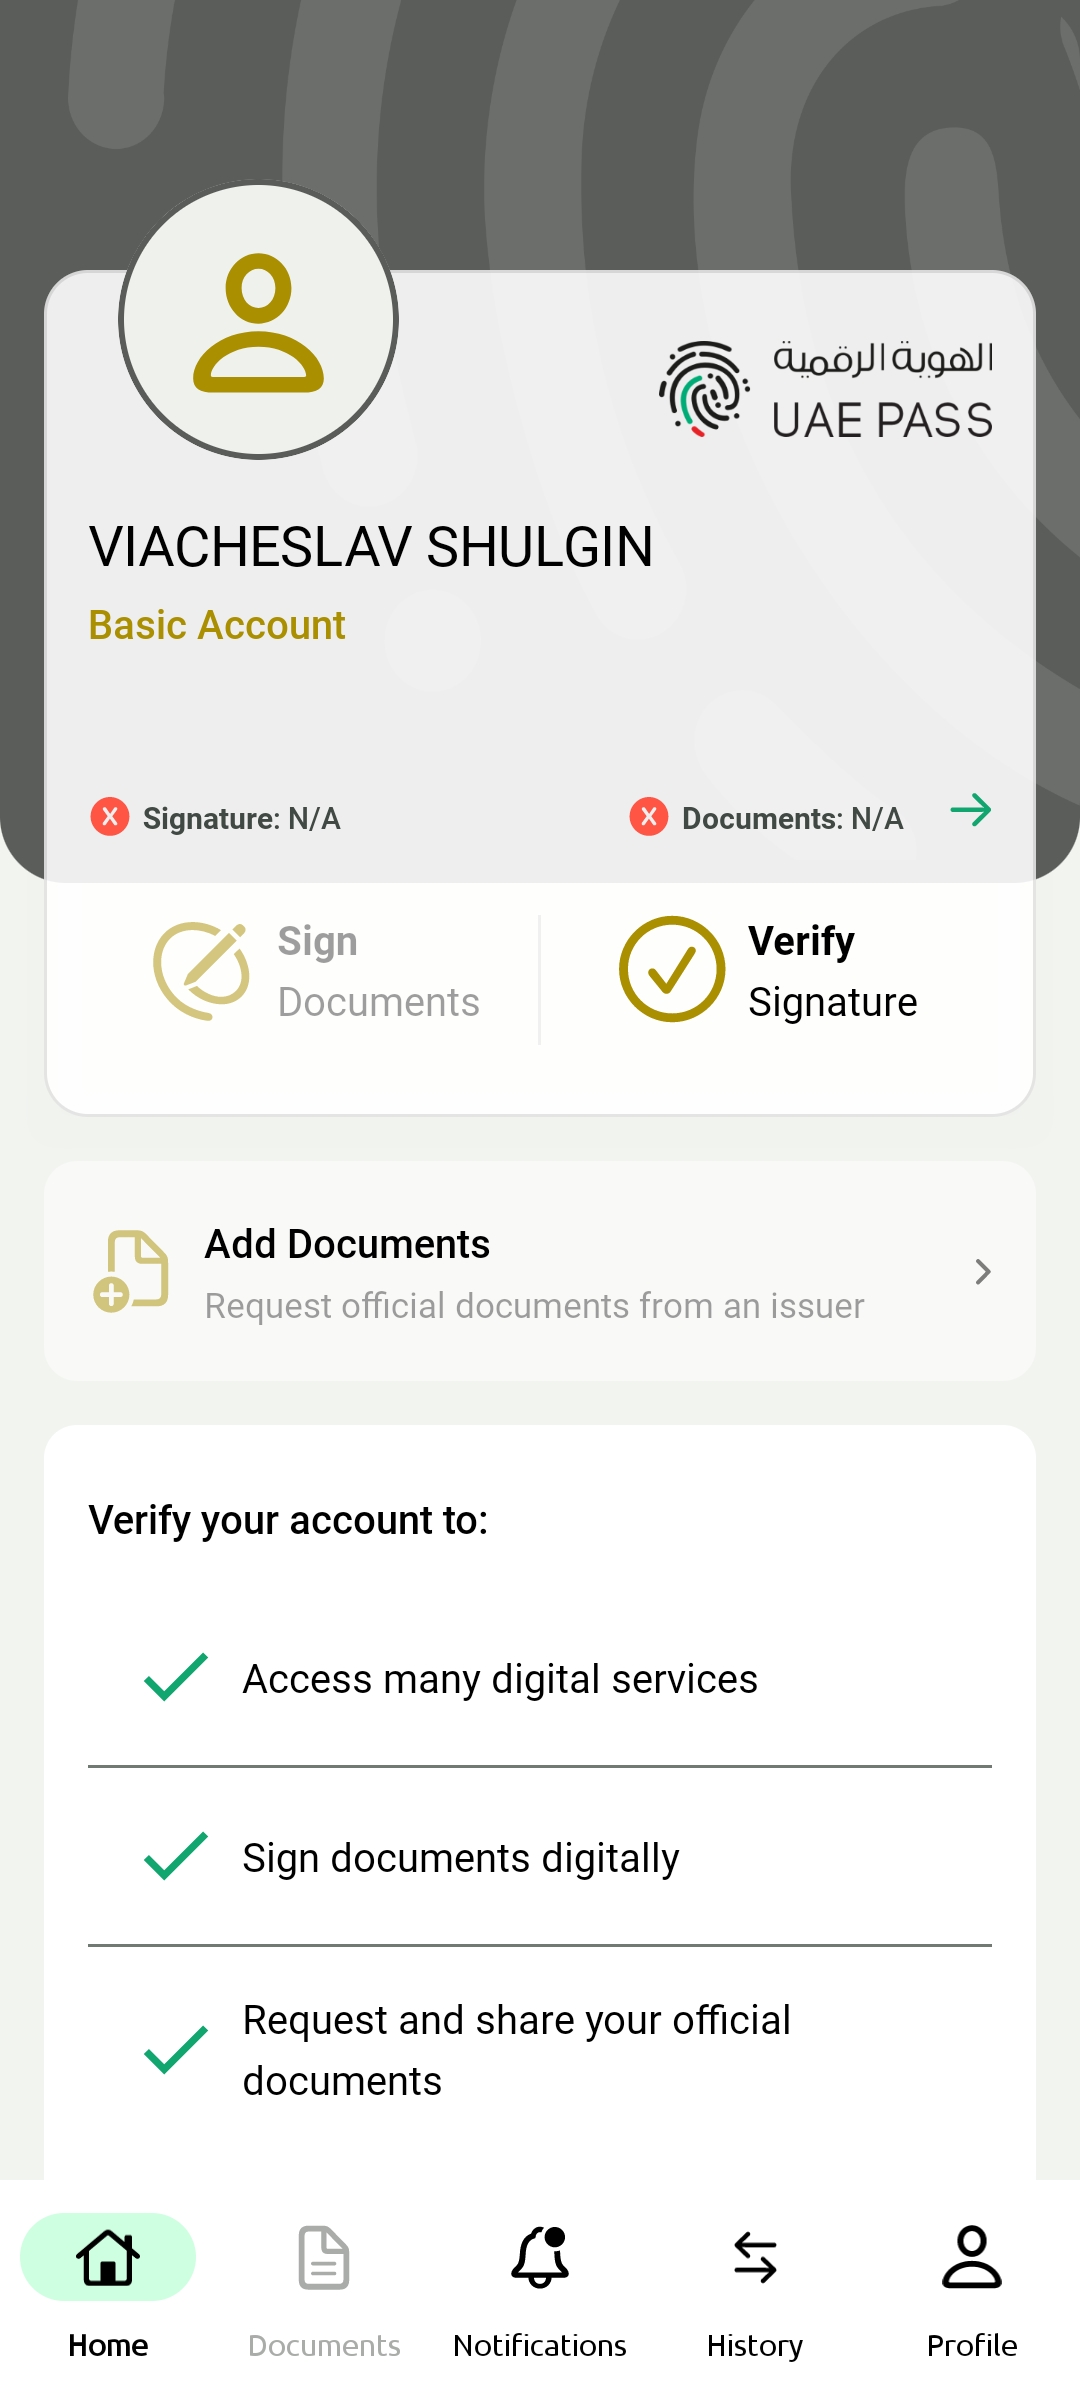 الهوية الرقمية
UAE PASS
VIACHESLAV SHULGIN
Basic Account
Signature: N/A
Documents: N/A
Sign
Documents
Verify
Signature
Add Documents
Request official documents from an issuer
Verify your account to:
Access many digital services
Sign documents digitally
Request and share your official
documents
Home
Documents
Notifications
History
Profile